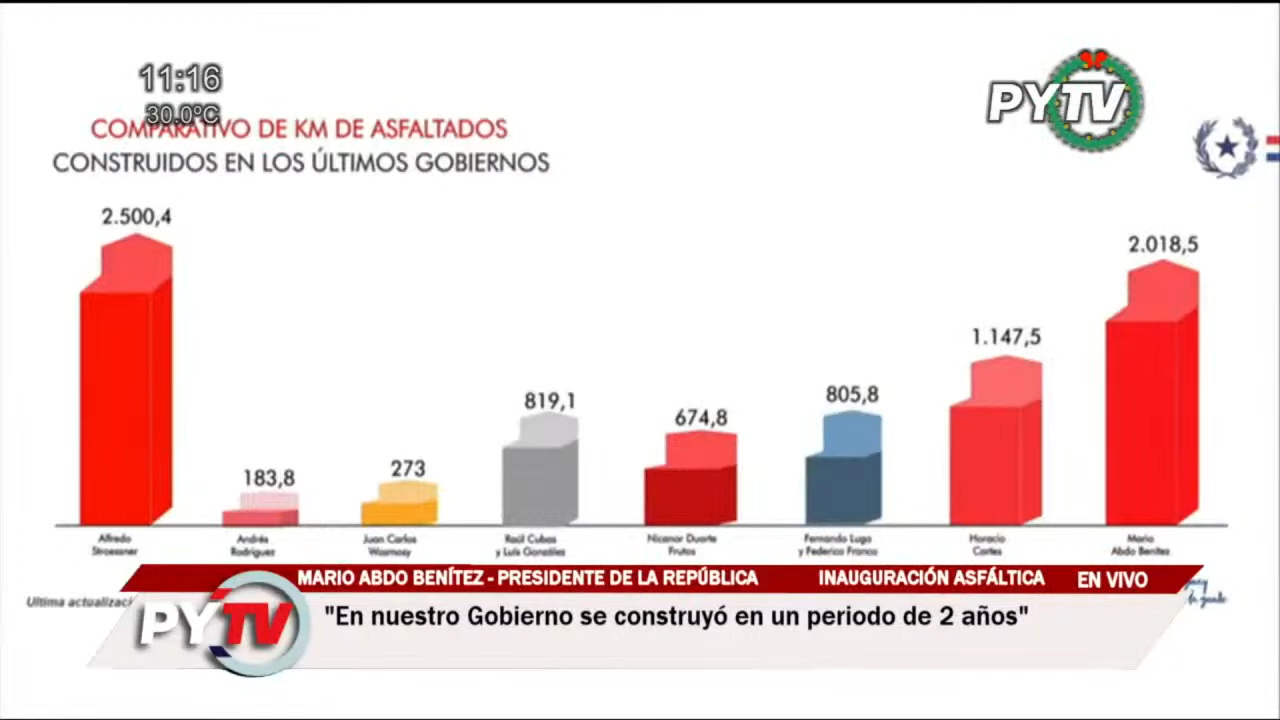 11:16
30.0°C
PYTV
COMPARATIVO DE KM DE ASFALTADOS
CONSTRUIDOS EN LOS ÚLTIMOS GOBIERNOS
2.500,4
183,8
273
819,1
674,8
805,8
1.147,5
2.018,5
Alfredo
Stroessner
Andrés
Rodríguez
Juan Carlos
Wasmosy
Raúl Cubas
y Luis González
Nicanor Duarte
Frutos
Fernando Lugo
y Federico Franco
Horacio
Cartes
Mario
Abdo Benítez
MARIO ABDO BENÍTEZ - PRESIDENTE DE LA REPÚBLICA
INAUGURACIÓN ASFÁLTICA
EN VIVO
Ultima
PYTV
"En nuestro Gobierno se construyó en un periodo de 2 años"